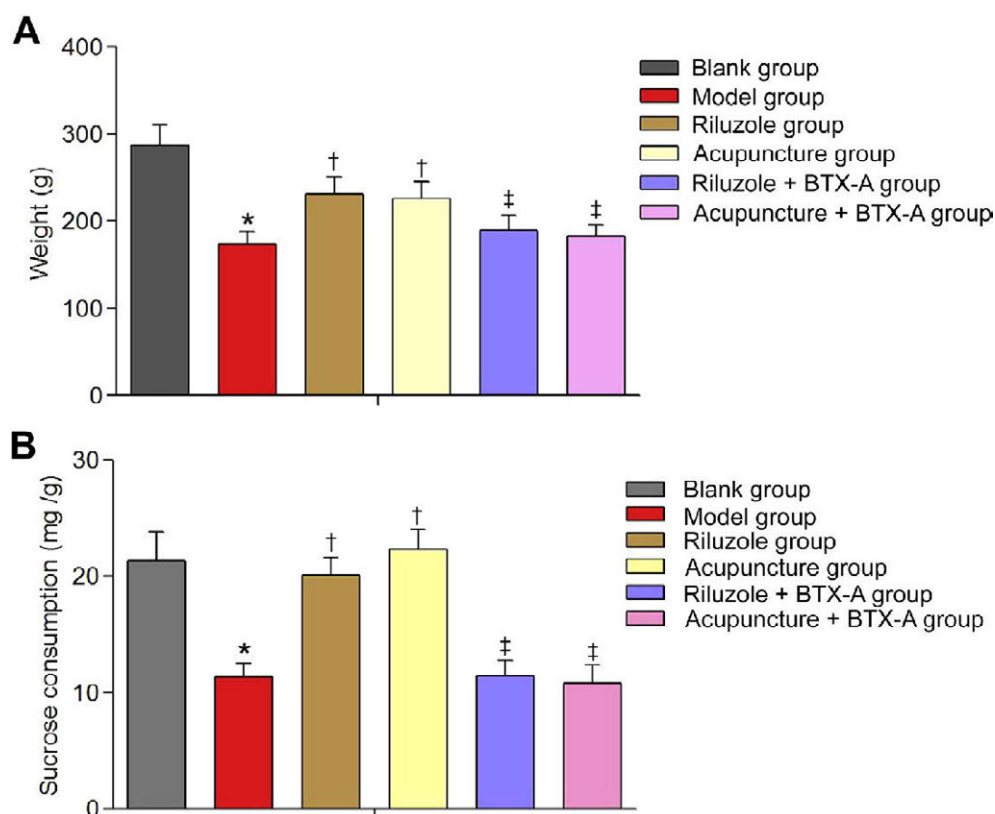 A
400
300
200
100
0
Weight (g)
*
†
†
‡
‡
Blank group
Model group
Riluzole group
Acupuncture group
Riluzole + BTX-A group
Acupuncture + BTX-A group
B
30
20
10
0
Sucrose consumption (mg /g)
*
†
†
‡
‡
Blank group
Model group
Riluzole group
Acupuncture group
Riluzole + BTX-A group
Acupuncture + BTX-A group